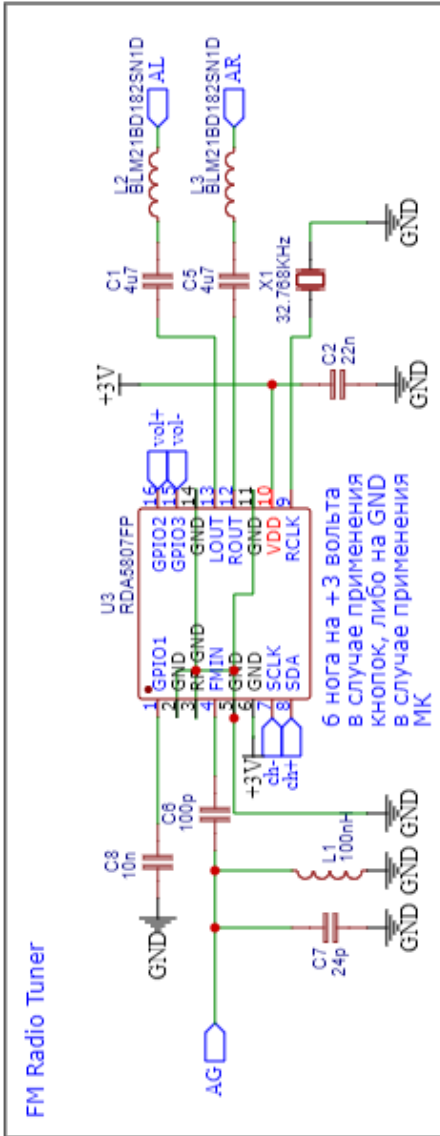 FM Radio Tuner
AG
C7
24p
GND
L1
100nH
GND
GND
C8
10n
GND
C6
100p
+3V
ch-
ch+
U3
RDA5807FP
1 GPIO1
2 GND
3 RF GND
4 FMIN
5 GND
6 GND
7 SCLK
8 SDA
GPIO2 16
GPIO3 15
GND 14
LOUT 13
ROUT 12
GND 11
VDD 10
RCLK 9
vol+
vol-
6 нога на +3 вольта
в случае применения
кнопок, либо на GND
в случае применения
МК
+3V
C2
22n
GND
C1
4u7
C5
4u7
X1
32.768KHz
GND
L2
BLM21BD182SN1D
AL
L3
BLM21BD182SN1D
AR